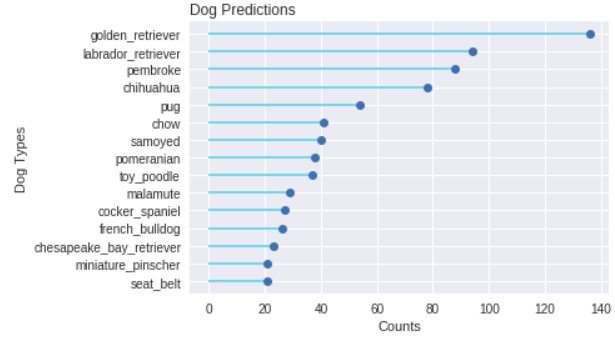 Dog Predictions
golden_retriever
labrador_retriever
pembroke
chihuahua
pug
chow
samoyed
pomeranian
toy_poodle
malamute
cocker_spaniel
french_bulldog
chesapeake_bay_retriever
miniature_pinscher
seat_belt
Dog Types
0 20 40 60 80 100 120 140
Counts